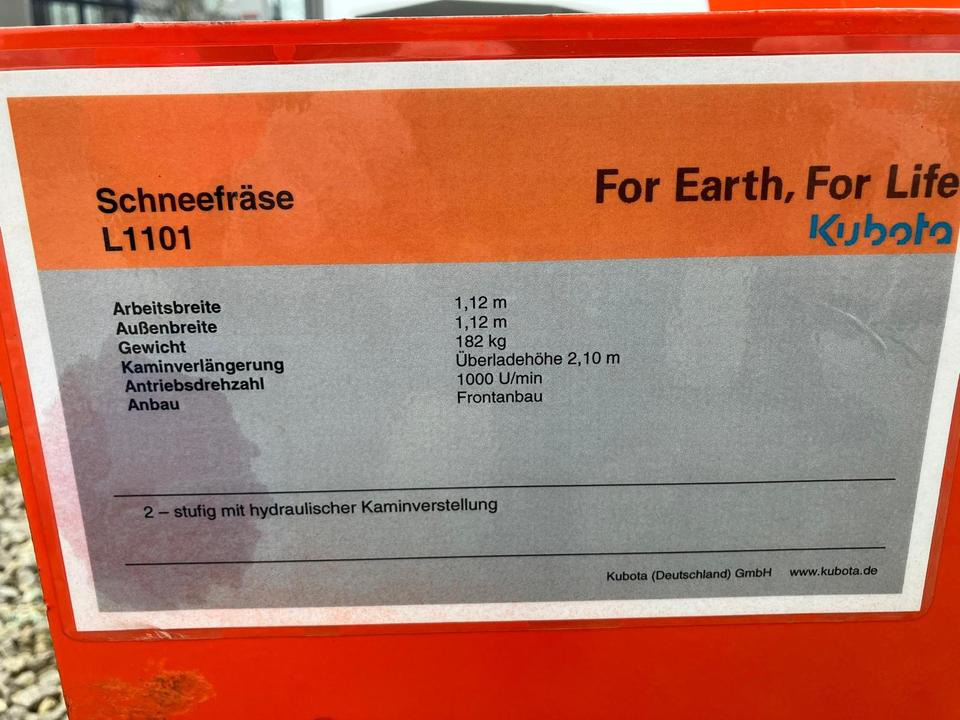 Schneefräse
L1101
For Earth, For Life
Kubota
Arbeitsbreite 1,12 m
Außenbreite 1,12 m
Gewicht 182 kg
Kaminverlängerung Überladehöhe 2,10 m
Antriebsdrehzahl 1000 U/min
Anbau Frontanbau
2 – stufig mit hydraulischer Kaminverstellung
Kubota (Deutschland) GmbH www.kubota.de